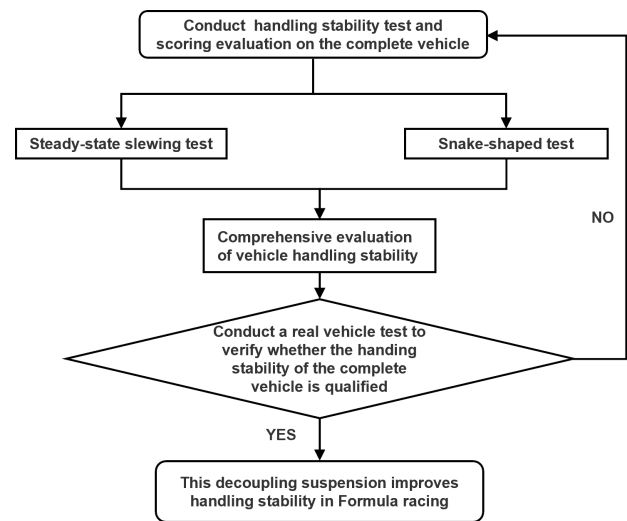 Conduct handling stability test and
scoring evaluation on the complete vehicle
Steady-state slewing test
Snake-shaped test
NO
Comprehensive evaluation
of vehicle handling stability
Conduct a real vehicle test to
verify whether the handing
stability of the complete
vehicle is qualified
YES
This decoupling suspension improves
handling stability in Formula racing